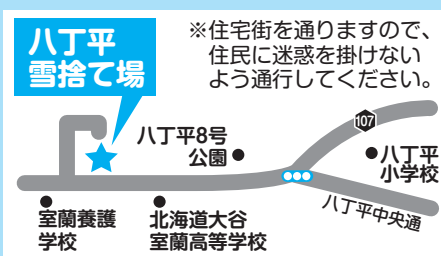 八丁平
雪捨て場
※住宅街を通りますので、
住民に迷惑を掛けない
よう通行してください。
107
八丁平8号
公園
八丁平
小学校
八丁平中央通
室蘭養護
学校
北海道大谷
室蘭高等学校